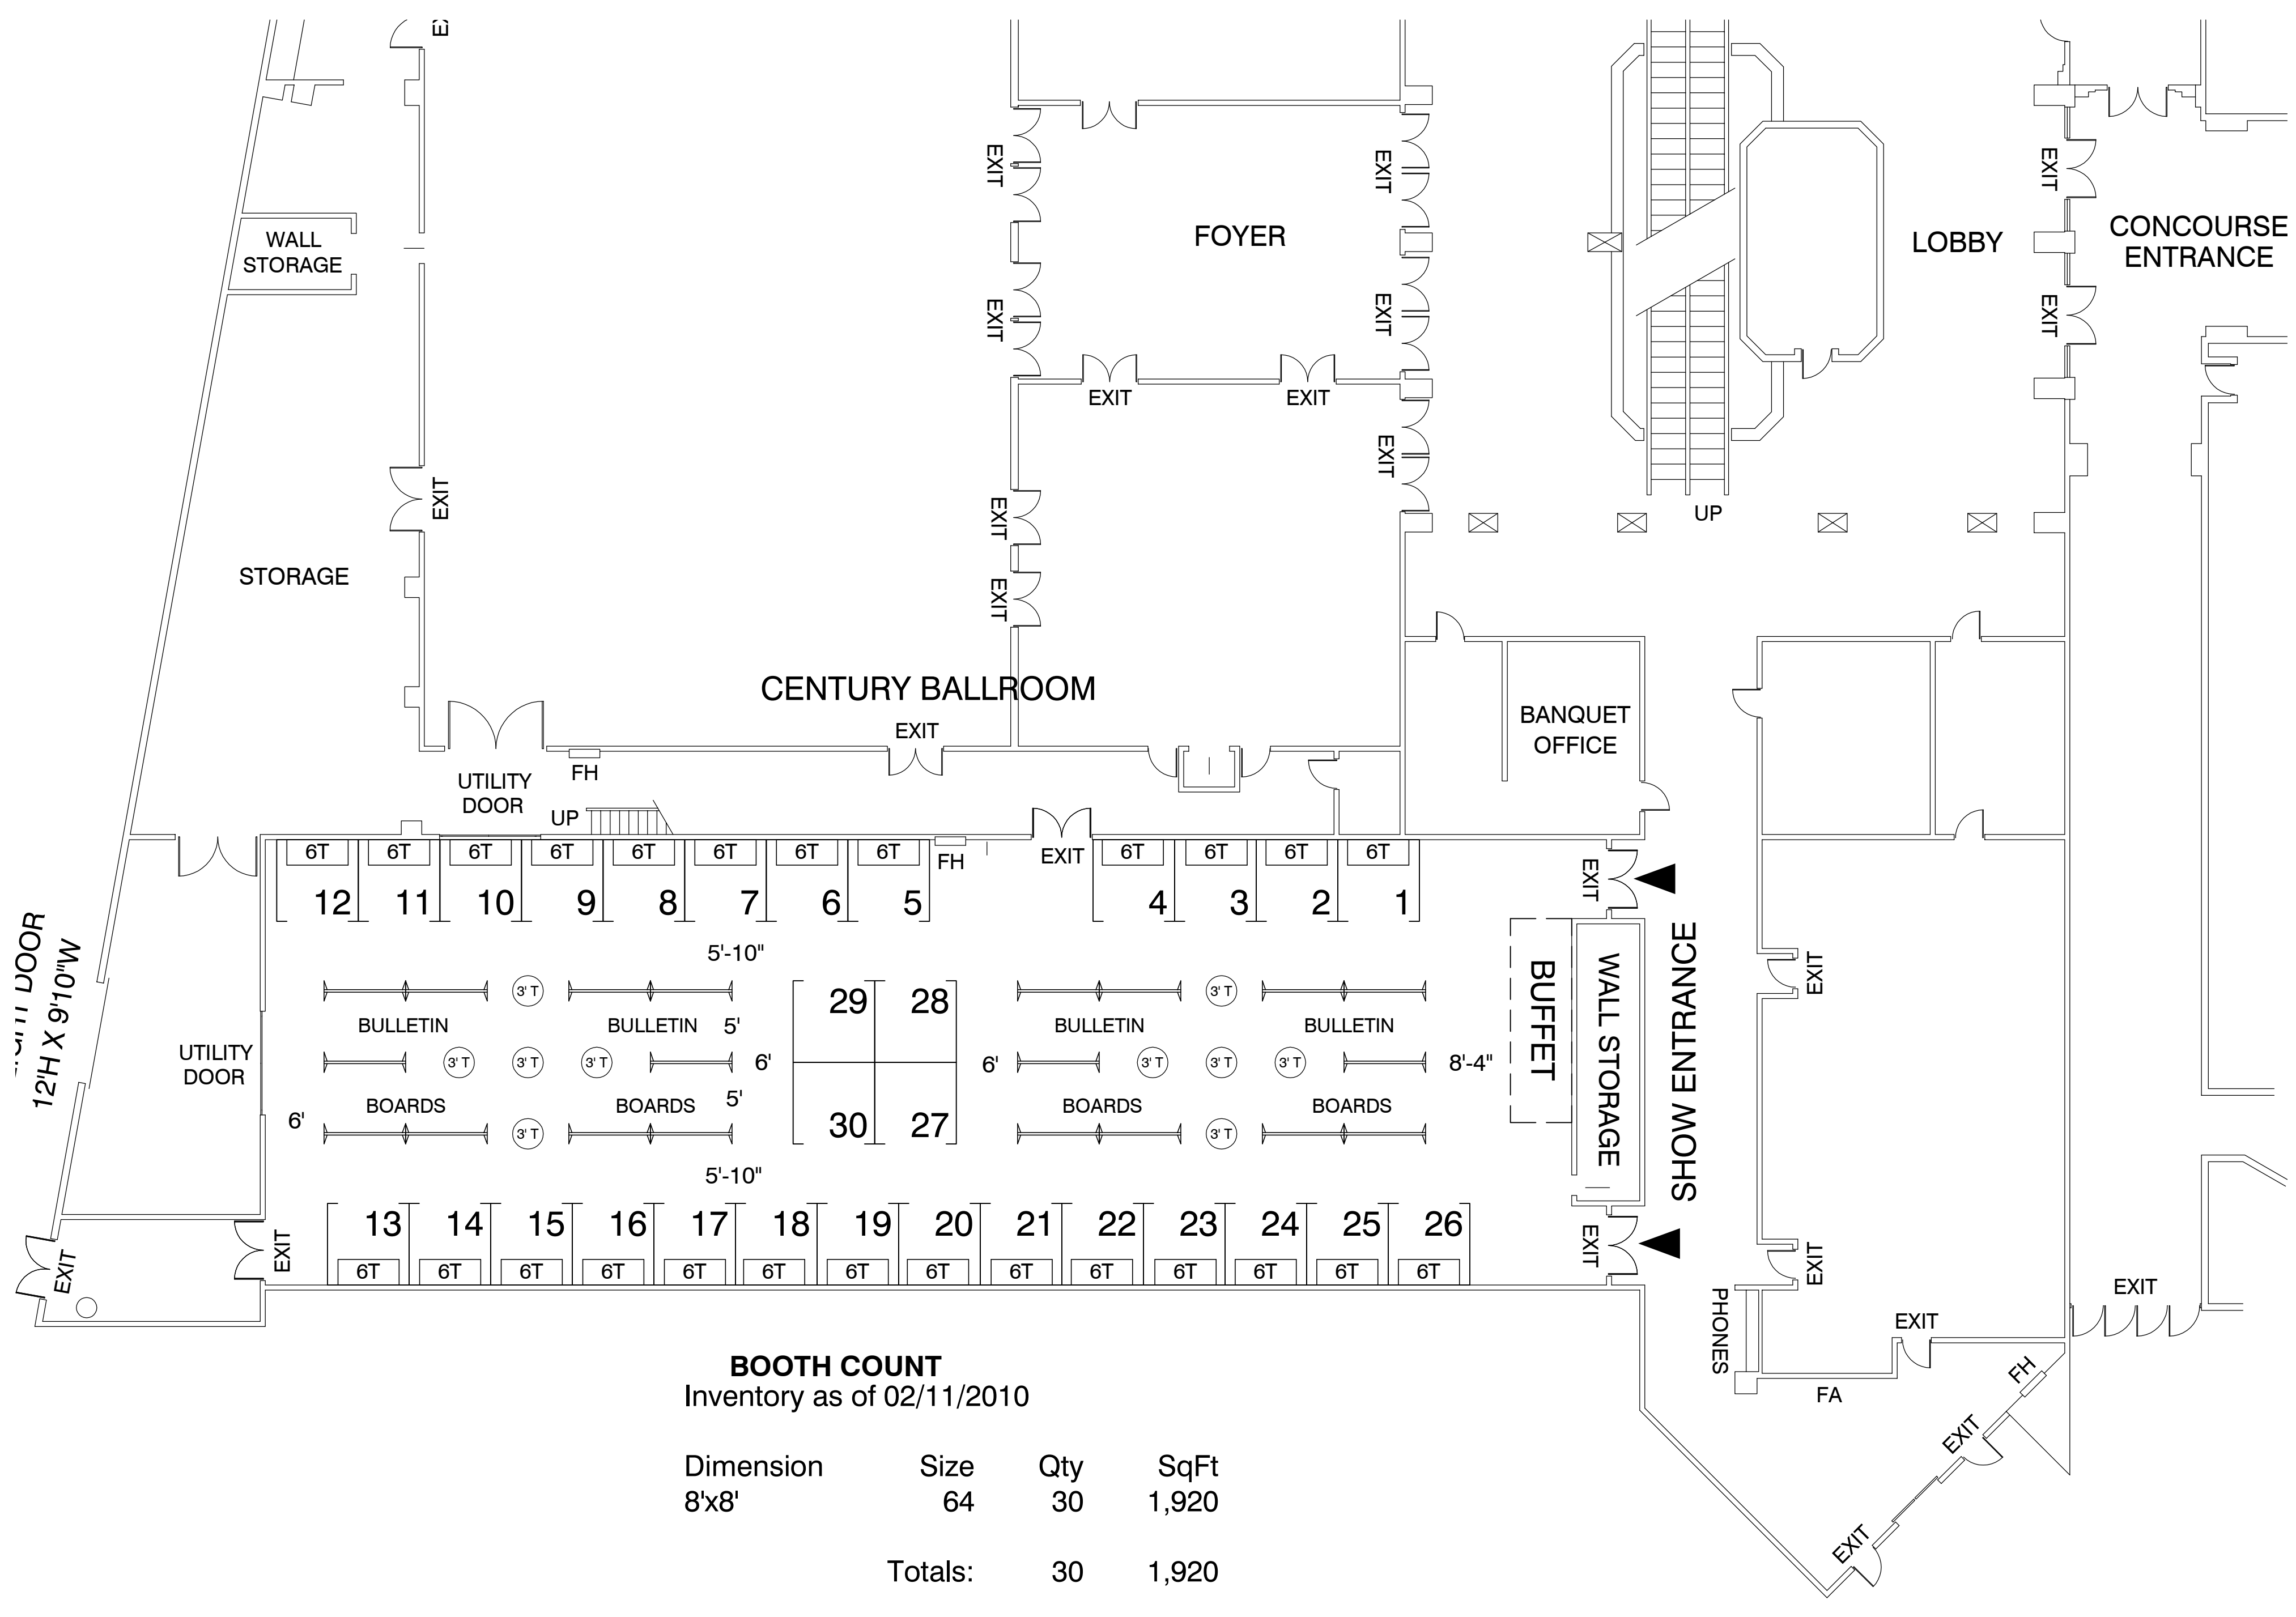 EXIT
EXIT
EXIT
EXIT
WALL
STORAGE
FOYER
LOBBY
CONCOURSE
ENTRANCE
EXIT
EXIT
EXIT
EXIT
EXIT
EXIT
EXIT
EXIT
EXIT
UP
STORAGE
CENTURY BALLROOM
EXIT
BANQUET
OFFICE
UTILITY
DOOR
FH
UP
6T
6T
6T
6T
6T
6T
6T
6T
FH
EXIT
6T
6T
6T
6T
12
11
10
9
8
7
6
5
4
3
2
1
EXIT
DOOR
12'H X 9'10"W
5'-10"
3' T
29
28
3' T
BULLETIN
BULLETIN
5'
BULLETIN
BULLETIN
BUFFET
WALL STORAGE
SHOW ENTRANCE
EXIT
UTILITY
DOOR
3' T
3' T
3' T
6'
6'
3' T
3' T
3' T
8'-4"
BOARDS
BOARDS
5'
BOARDS
BOARDS
6'
3' T
30
27
3' T
5'-10"
13
14
15
16
17
18
19
20
21
22
23
24
25
26
EXIT
EXIT
EXIT
EXIT
6T
6T
6T
6T
6T
6T
6T
6T
6T
6T
6T
6T
6T
6T
PHONES
EXIT
EXIT
FA
FH
EXIT
EXIT
BOOTH COUNT
Inventory as of 02/11/2010
Dimension Size Qty SqFt
8'x8' 64 30 1,920
Totals: 30 1,920